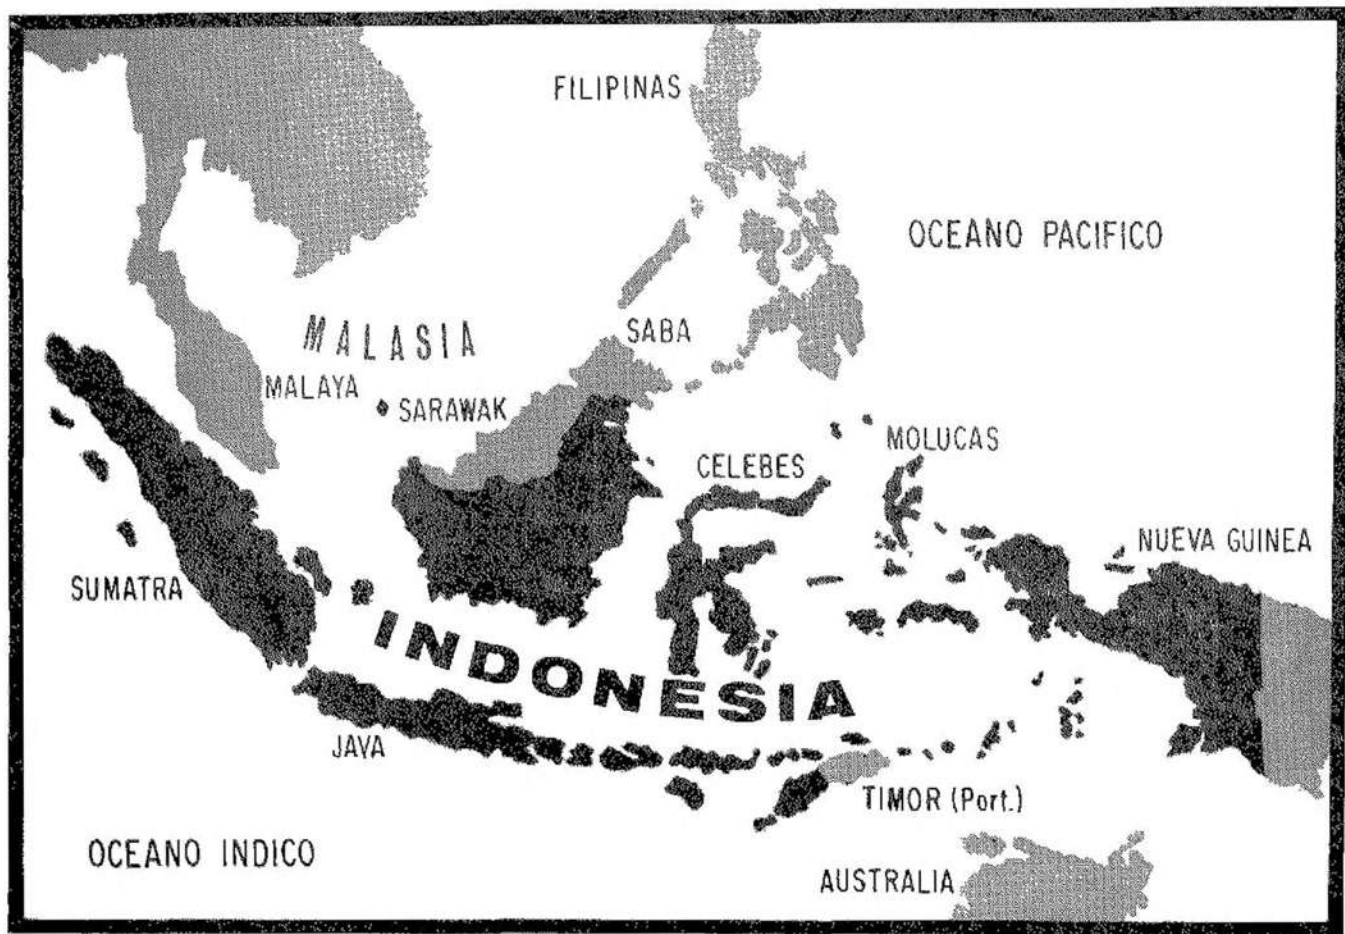 FILIPINAS
OCEANO PACIFICO
MALASIA
SABA
MALAYA
SARAWAK
MOLUCAS
CELEBES
NUEVA GUINEA
SUMATRA
INDONESIA
JAVA
TIMOR (Port.)
OCEANO INDICO
AUSTRALIA